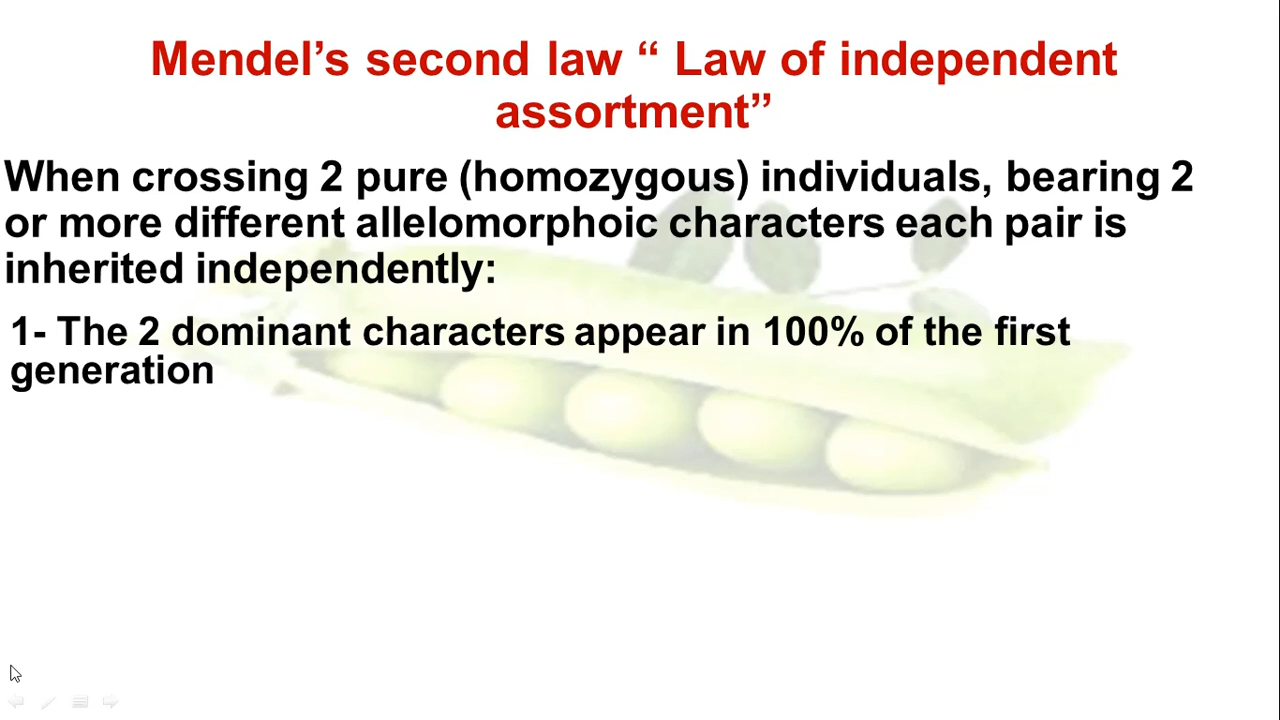 Mendel’s second law “ Law of independent
assortment”
When crossing 2 pure (homozygous) individuals, bearing 2
or more different allelomorphoic characters each pair is
inherited independently:
1- The 2 dominant characters appear in 100% of the first
generation